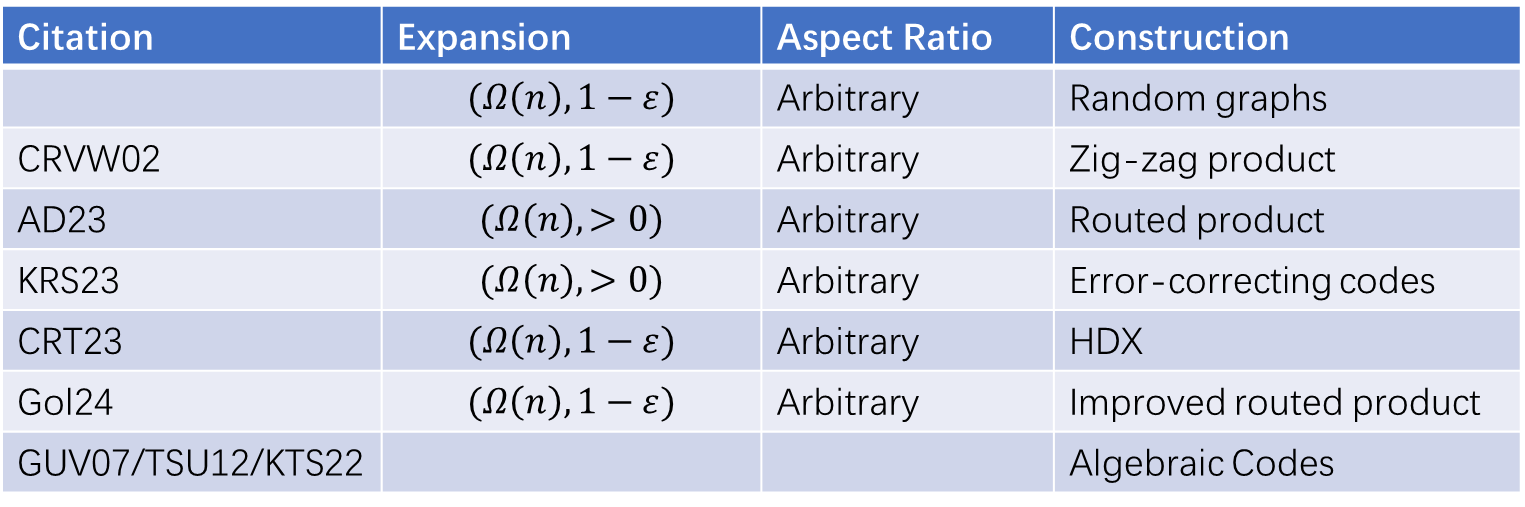 Citation Expansion Aspect Ratio Construction
(Ω(n), 1 − ε) Arbitrary Random graphs
CRVW02 (Ω(n), 1 − ε) Arbitrary Zig-zag product
AD23 (Ω(n), > 0) Arbitrary Routed product
KRS23 (Ω(n), > 0) Arbitrary Error-correcting codes
CRT23 (Ω(n), 1 − ε) Arbitrary HDX
Gol24 (Ω(n), 1 − ε) Arbitrary Improved routed product
GUV07/TSU12/KTS22 Algebraic Codes